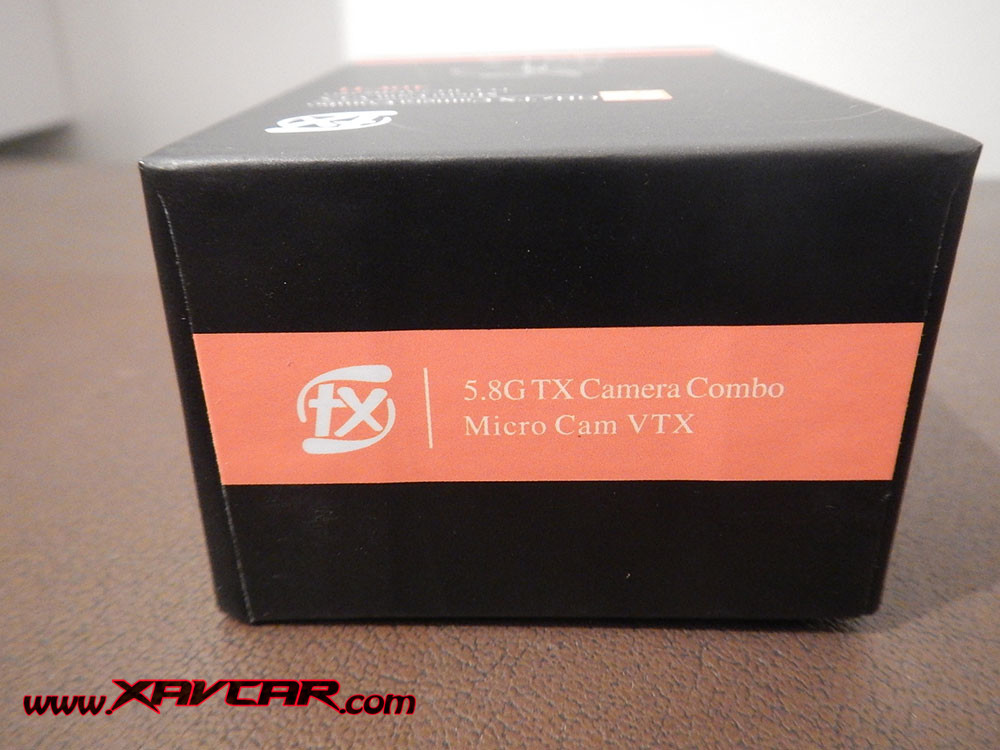 tx
5.8G TX Camera Combo
Micro Cam VTX
www.XAVCAR.com